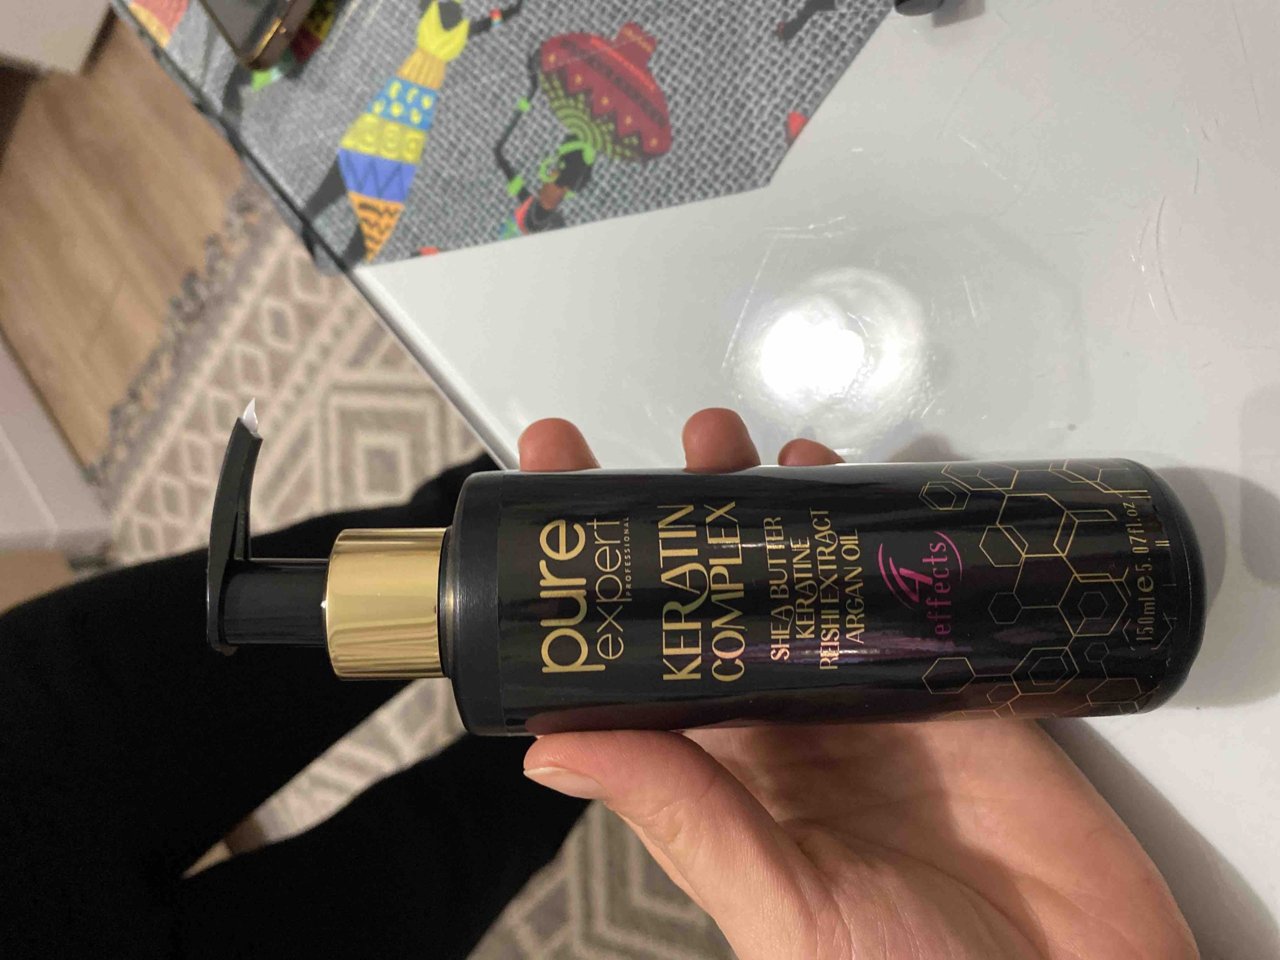 pure
expert
PROFESSIONAL
KERATIN
COMPLEX
SHEA BUTTER
KERATINE
REISHI EXTRACT
ARGAN OIL
4
effects
150ml e 5.07fl.oz